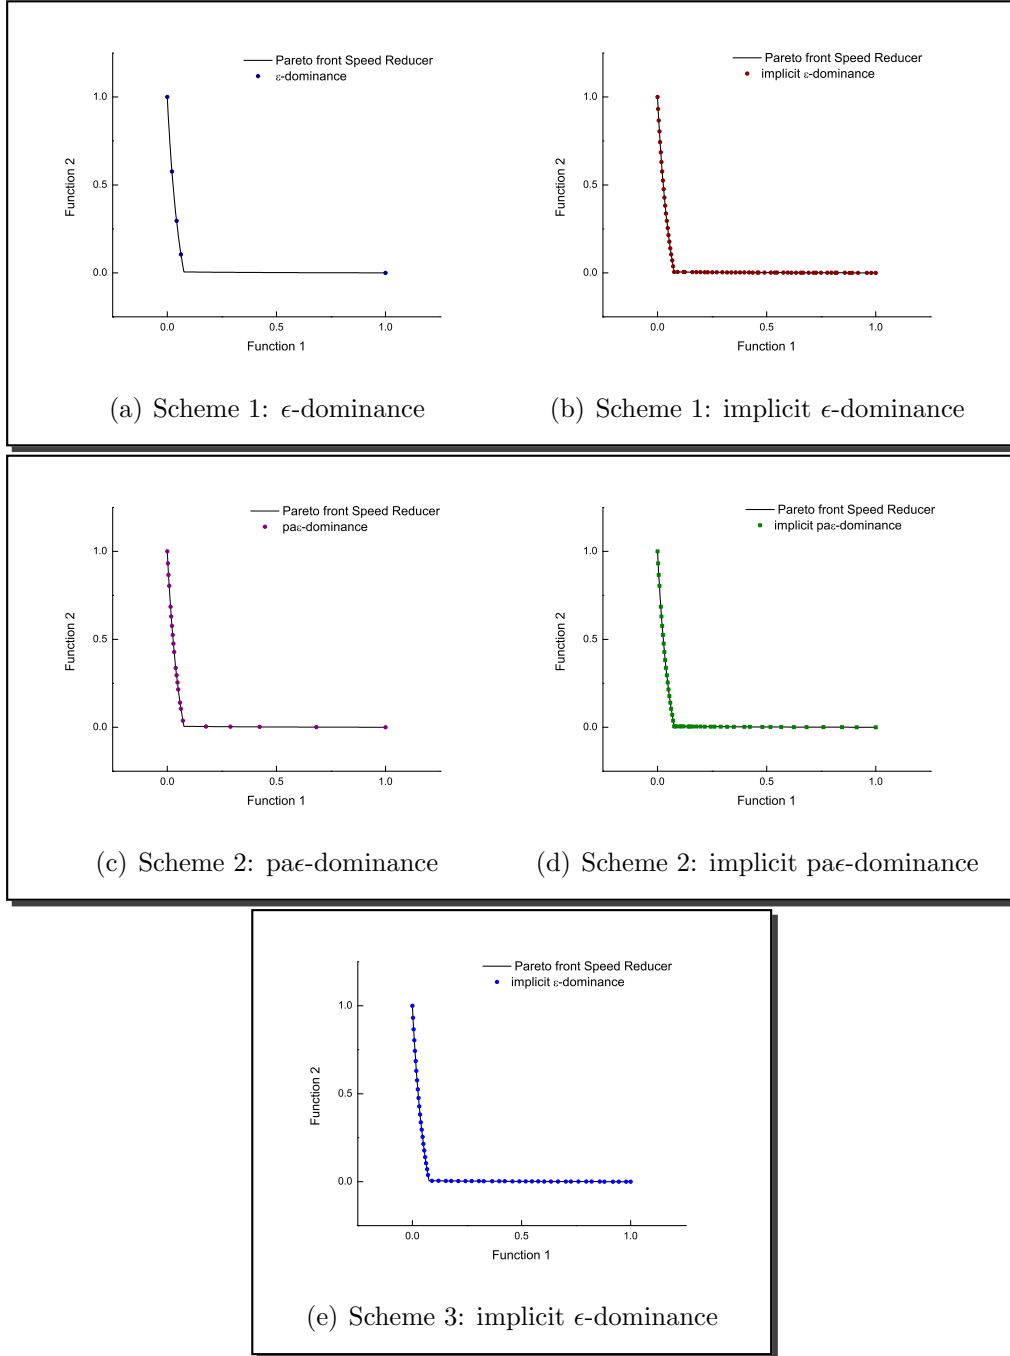 Pareto front Speed Reducer
ε-dominance
1.0
0.5
0.0
Function 2
0.0 0.5 1.0
Function 1
(a) Scheme 1: ϵ-dominance
Pareto front Speed Reducer
implicit ε-dominance
1.0
0.5
0.0
Function 2
0.0 0.5 1.0
Function 1
(b) Scheme 1: implicit ϵ-dominance
Pareto front Speed Reducer
paε-dominance
1.0
0.5
0.0
Function 2
0.0 0.5 1.0
Function 1
(c) Scheme 2: paϵ-dominance
Pareto front Speed Reducer
implicit paε-dominance
1.0
0.5
0.0
Function 2
0.0 0.5 1.0
Function 1
(d) Scheme 2: implicit paϵ-dominance
Pareto front Speed Reducer
implicit ε-dominance
1.0
0.5
0.0
Function 2
0.0 0.5 1.0
Function 1
(e) Scheme 3: implicit ϵ-dominance